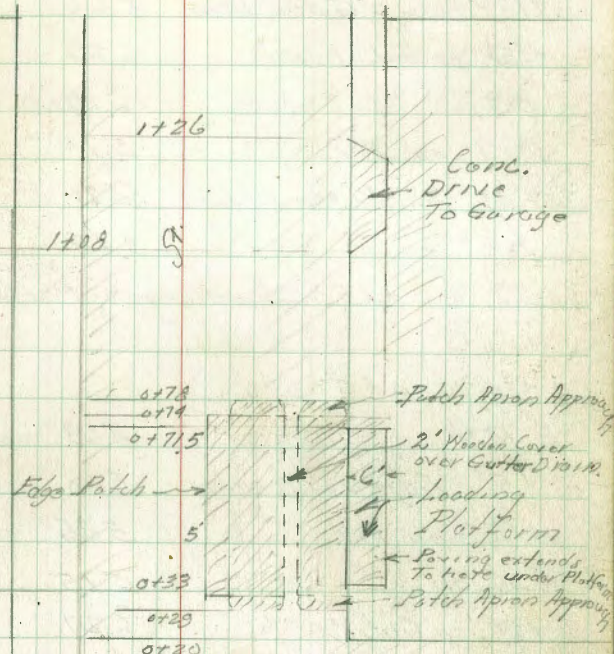 1+26
Conc.
Drive
To Garage
1+08
St.
0+78
0+74
0+71.5
Patch Apron Approach
2' Wooden Cover
over Gutter Drain.
6'
Loading
Platform
Edge Patch
5'
Paving extends
To here under Platform
0+33
0+29
Patch Apron Approach
0+20